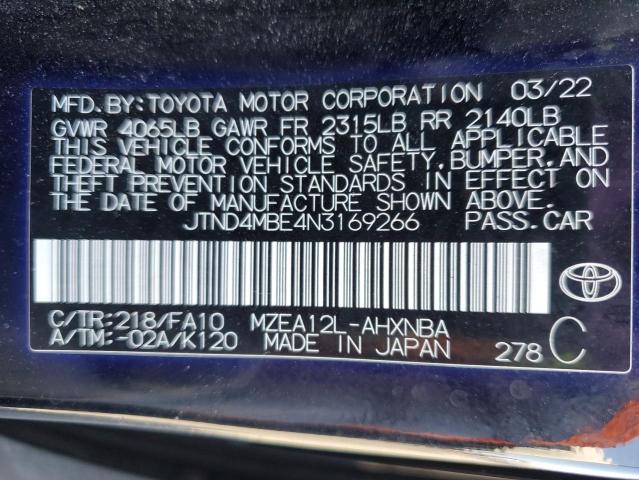 MFD.BY:TOYOTA MOTOR CORPORATION 03/22
GVWR 4065LB GAWR FR 2315LB RR 2140LB
THIS VEHICLE CONFORMS TO ALL APPLICABLE
FEDERAL MOTOR VEHICLE SAFETY,BUMPER,AND
THEFT PREVENTION STANDARDS IN EFFECT ON
THE DATE OF MANUFACTURE SHOWN ABOVE.
JTND4MBE4N3169266 PASS.CAR
C/TR:218/FA10 MZEA12L-AHXNBA
A/TM:-02A/K120 MADE IN JAPAN 278 C